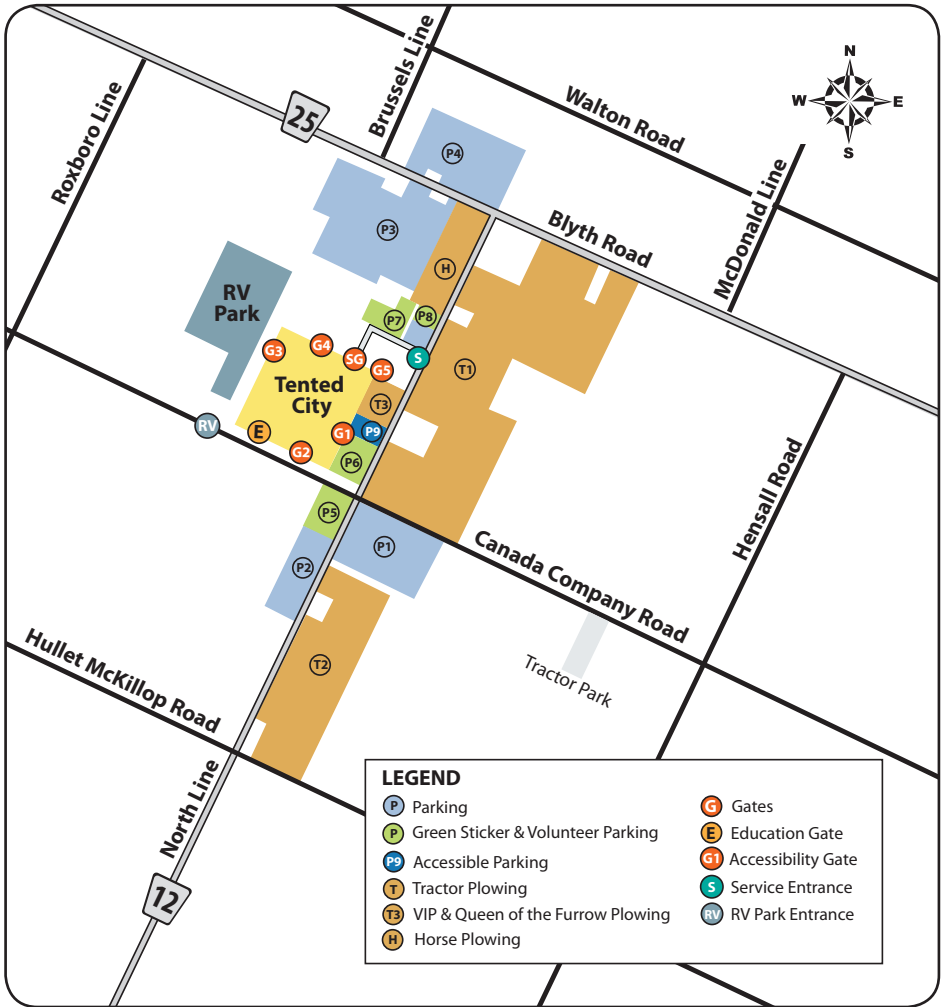 Brussels Line
Walton Road
N
W
E
S
25
Roxboro Line
P4
McDonald Line
Blyth Road
P3
H
RV
Park
P7
P8
G3
G4
SG
G5
S
T1
Tented
City
T3
RV
E
G1
P9
G2
P6
P5
P1
P2
Hensall Road
Canada Company Road
Tractor Park
Hullet McKillop Road
T2
North Line
12
LEGEND
P Parking
P Green Sticker & Volunteer Parking
P9 Accessible Parking
T Tractor Plowing
T3 VIP & Queen of the Furrow Plowing
H Horse Plowing
G Gates
E Education Gate
G1 Accessibility Gate
S Service Entrance
RV RV Park Entrance